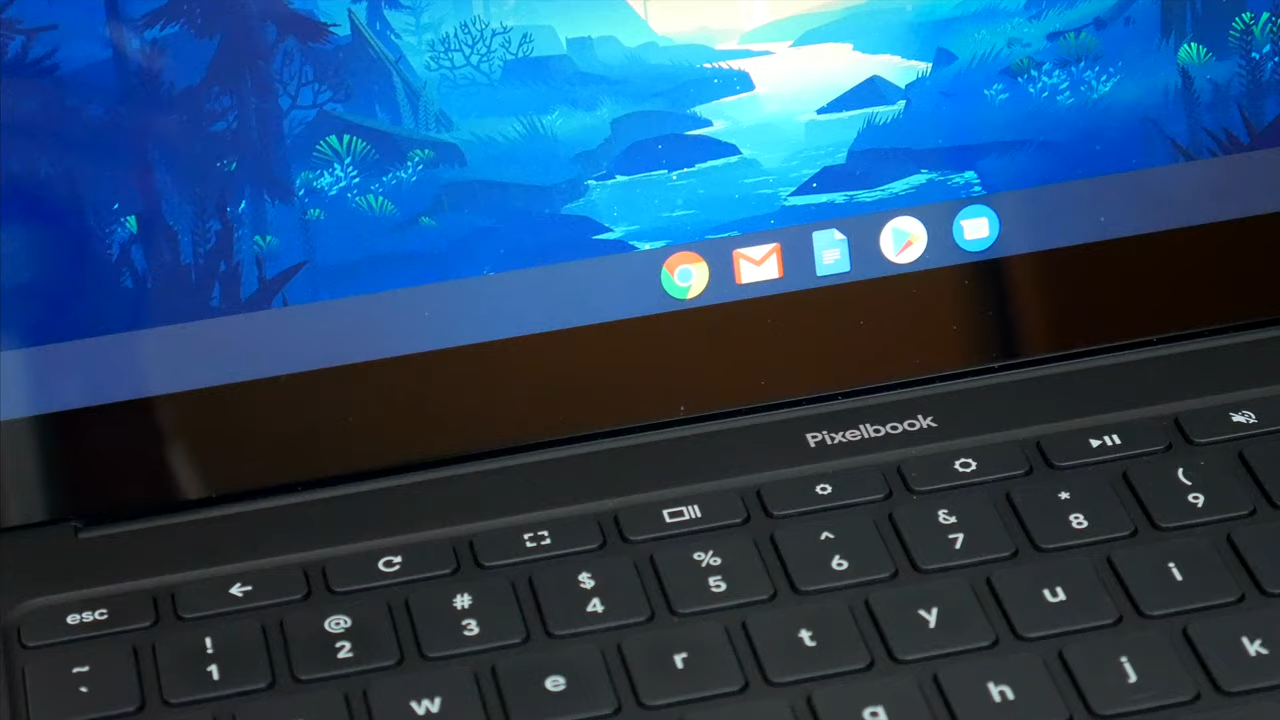 Pixelbook
esc
~ `
! 1
@ 2
# 3
$ 4
% 5
^ 6
& 7
* 8
( 9
w e r t y u i
g h j k